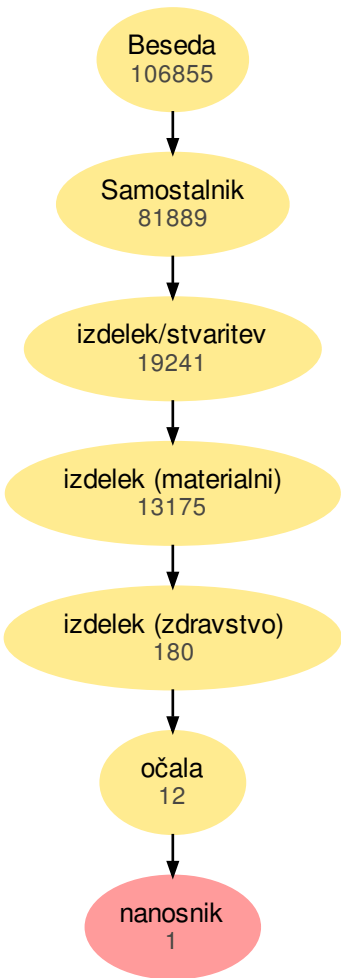 Beseda
106855
Samostalnik
81889
izdelek/stvaritev
19241
izdelek (materialni)
13175
izdelek (zdravstvo)
180
očala
12
nanosnik
1